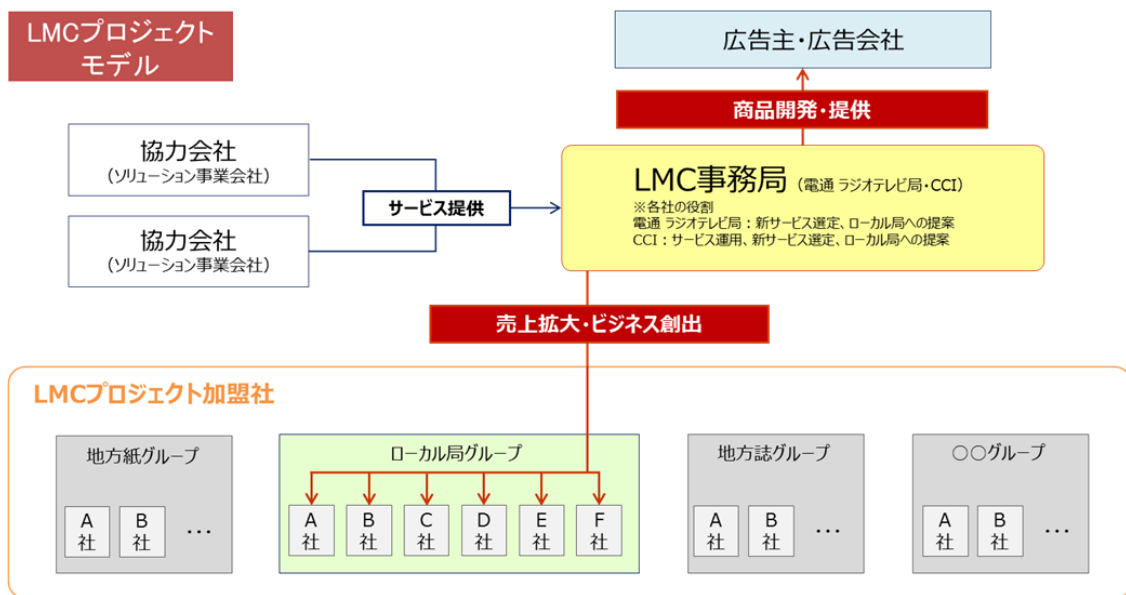 LMCプロジェクト
モデル
広告主・広告会社
商品開発・提供
協力会社
(ソリューション事業会社)
サービス提供
協力会社
(ソリューション事業会社)
LMC事務局 (電通 ラジオテレビ局・CCI)
※各社の役割
電通 ラジオテレビ局：新サービス選定、ローカル局への提案
CCI：サービス運用、新サービス選定、ローカル局への提案
売上拡大・ビジネス創出
LMCプロジェクト加盟社
地方紙グループ
A
社
B
社
…
ローカル局グループ
A
社
B
社
C
社
D
社
E
社
F
社
地方誌グループ
A
社
B
社
…
〇〇グループ
A
社
B
社
…